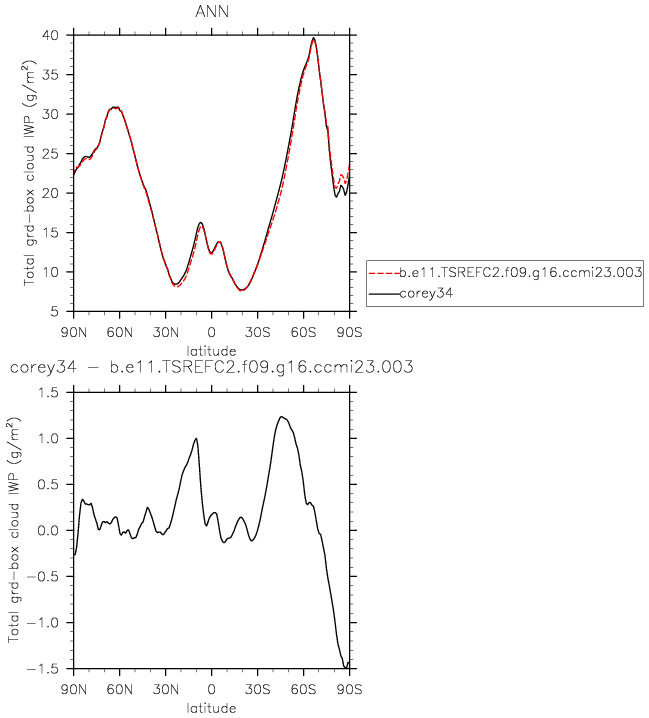 ANN
Total grd-box cloud IWP (g/m²)
40
35
30
25
20
15
10
5
90N 60N 30N 0 30S 60S 90S
latitude
b.e11.TSREFC2.f09.g16.ccmi23.003
corey34
corey34 - b.e11.TSREFC2.f09.g16.ccmi23.003
Total grd-box cloud IWP (g/m²)
1.5
1.0
0.5
0.0
-0.5
-1.0
-1.5
90N 60N 30N 0 30S 60S 90S
latitude